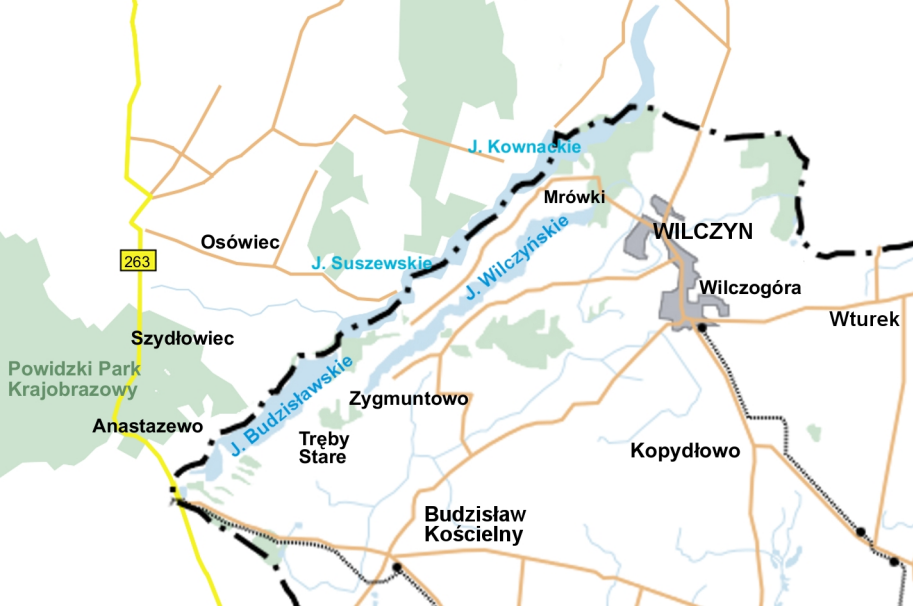 J. Kownackie
Mrówki
WILCZYN
Osówiec
J. Wilczyńskie
263
J. Suszewskie
Wilczogóra
Wturek
Szydłowiec
Powidzki Park
Krajobrazowy
J. Budzisławskie
Zygmuntowo
Anastazewo
Tręby
Stare
Kopydłowo
Budzisław
Kościelny